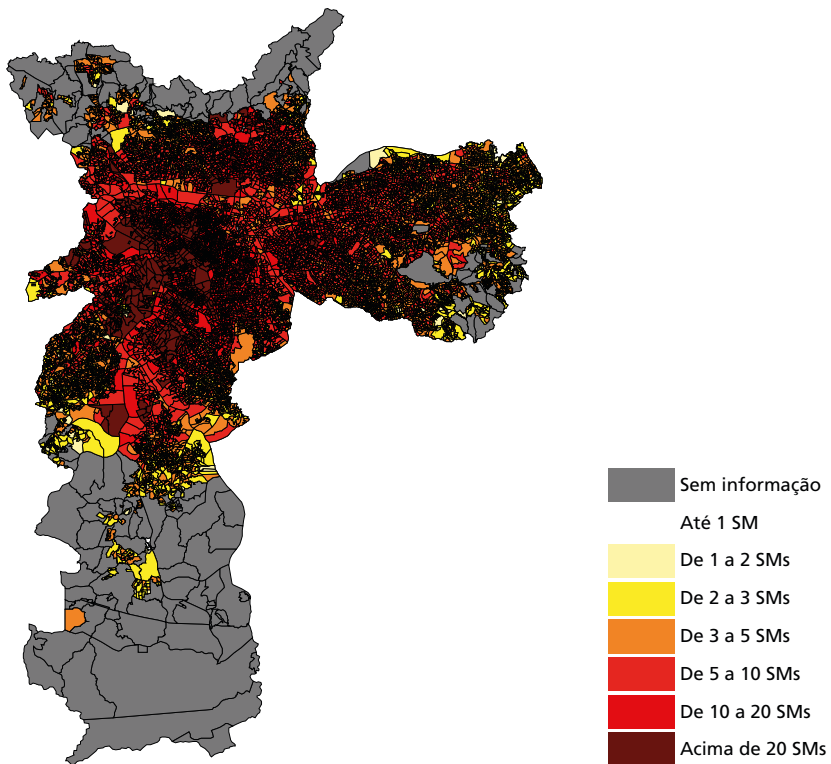 Sem informação
Até 1 SM
De 1 a 2 SMs
De 2 a 3 SMs
De 3 a 5 SMs
De 5 a 10 SMs
De 10 a 20 SMs
Acima de 20 SMs